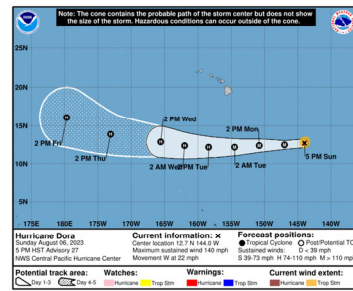 Note: The cone contains the probable path of the storm center but does not show
the size of the storm. Hazardous conditions can occur outside of the cone.
25N
20N
15N
10N
5N
2 PM Wed
2 PM Mon
2 PM Fri
2 PM Thu
2 AM Wed
2 PM Tue
2 AM Tue
5 PM Sun
175E 180W 175W 170W 165W 160W 155W 150W 145W 140W
Hurricane Dora
Sunday August 06, 2023
5 PM HST Advisory 27
NWS Central Pacific Hurricane Center
Current information: x
Center location 12.7 N 144.0 W
Maximum sustained wind 140 mph
Movement W at 22 mph
Forecast positions:
Tropical Cyclone Post/Potential TC
Sustained winds: D < 39 mph
S 39-73 mph H 74-110 mph M > 110 mph
Potential track area:
Day 1-3 Day 4-5
Watches:
Hurricane Trop Stm
Warnings:
Hurricane Trop Stm
Current wind extent:
Hurricane Trop Stm